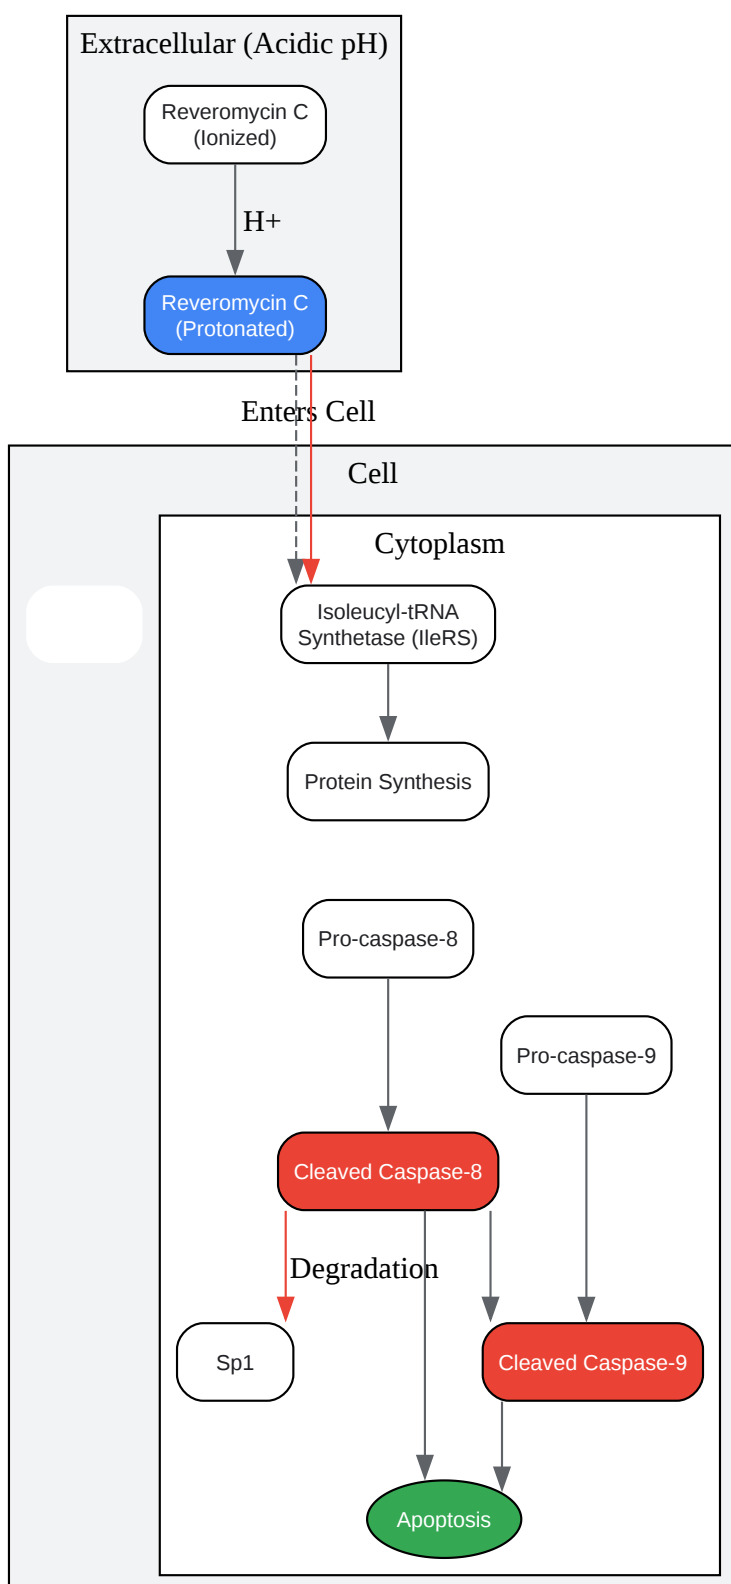 Extracellular (Acidic pH)
Reveromycin C
(Ionized)
H+
Reveromycin C
(Protonated)
Enters Cell
Cell
Cytoplasm
Isoleucyl-tRNA
Synthetase (IleRS)
Protein Synthesis
Pro-caspase-8
Pro-caspase-9
Cleaved Caspase-8
Degradation
Sp1
Cleaved Caspase-9
Apoptosis